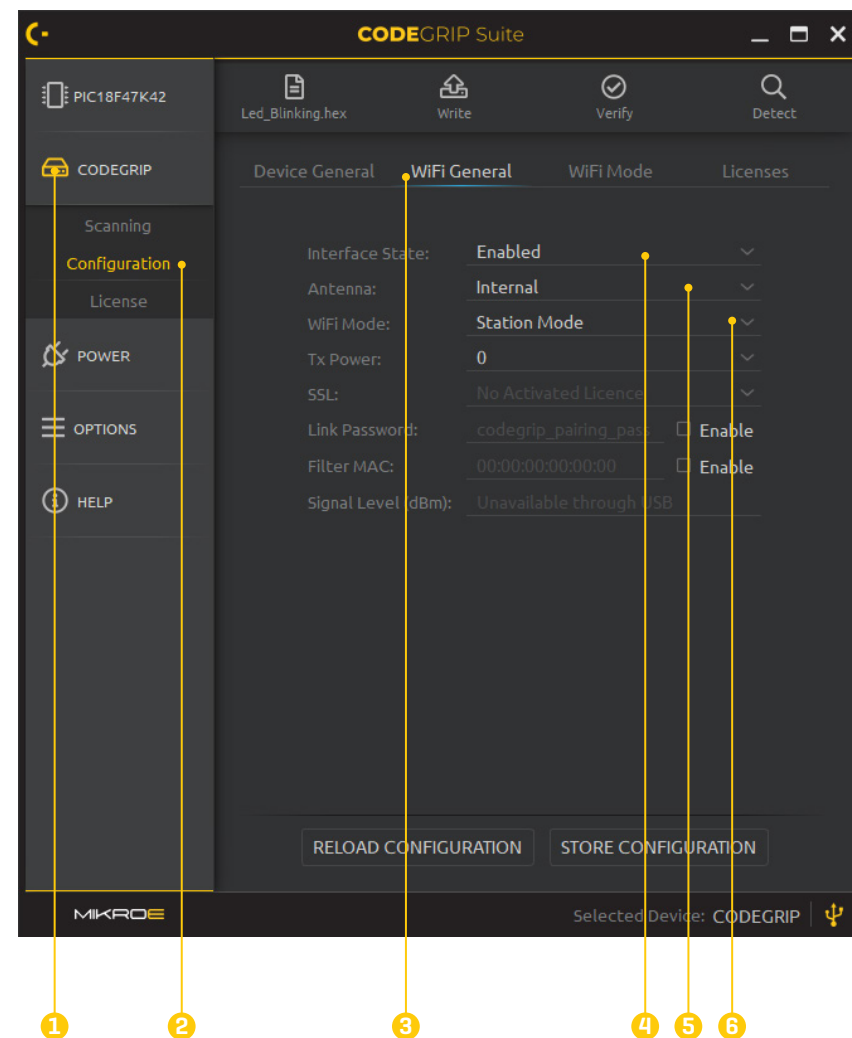 CODEGRIP Suite
PIC18F47K42
Led_Blinking.hex
Write
Verify
Detect
CODEGRIP
Scanning
Configuration
License
POWER
OPTIONS
HELP
Device General
WiFi General
WiFi Mode
Licenses
Interface State: Enabled
Antenna: Internal
WiFi Mode: Station Mode
Tx Power: 0
SSL: No Activated Licence
Link Password: codegrip_pairing_pass Enable
Filter MAC: 00:00:00:00:00:00 Enable
Signal Level (dBm): Unavailable through USB
RELOAD CONFIGURATION
STORE CONFIGURATION
MIKROE
Selected Device: CODEGRIP
1 2 3 4 5 6